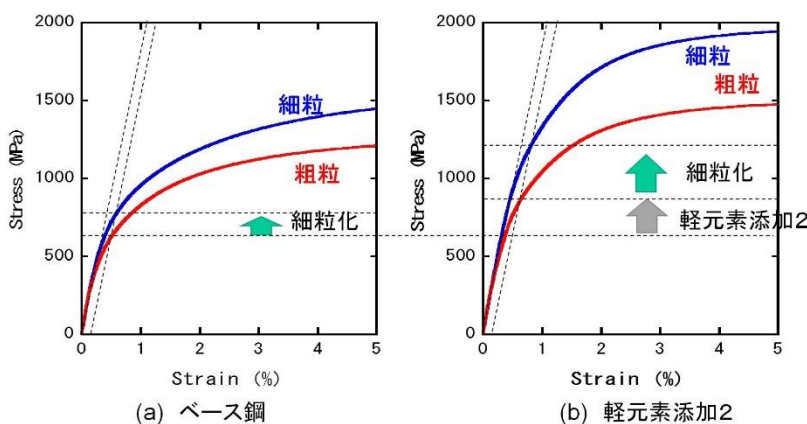 2000
1500
1000
500
0
Stress (MPa)
細粒
粗粒
細粒化
0 1 2 3 4 5
Strain (%)
(a) ベース鋼
2000
1500
1000
500
0
Stress (MPa)
細粒
粗粒
細粒化
軽元素添加2
0 1 2 3 4 5
Strain (%)
(b) 軽元素添加2